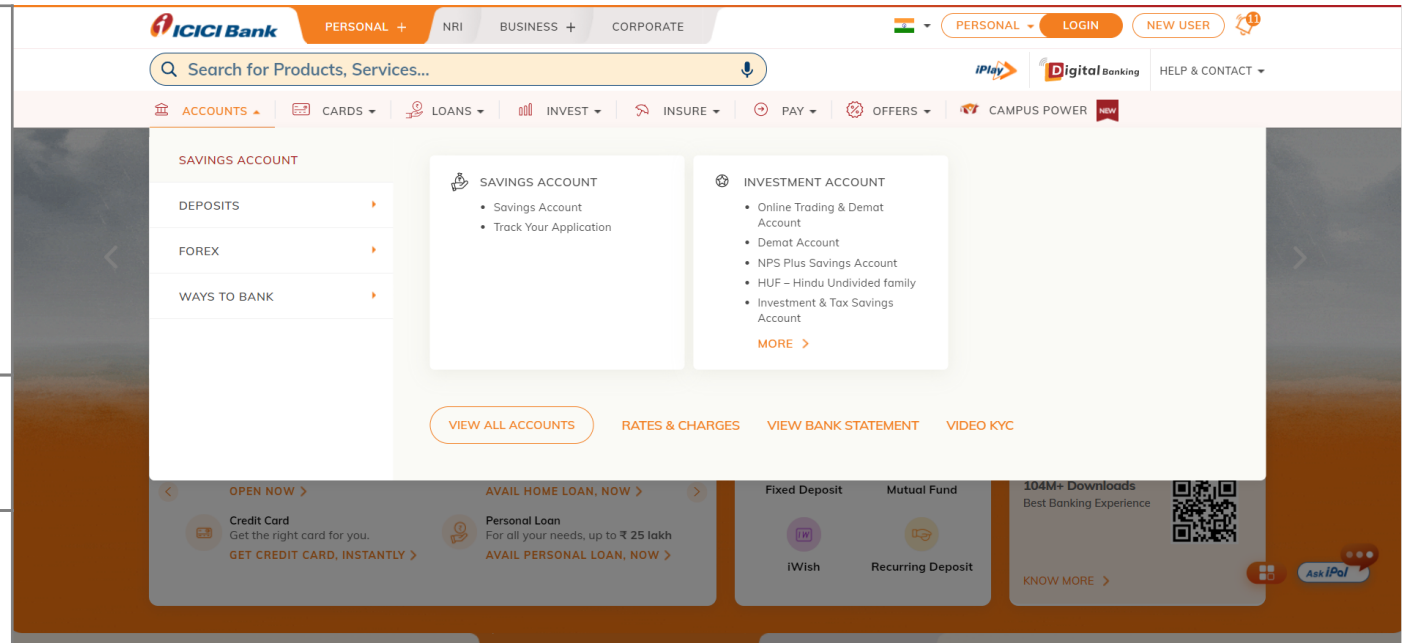 ICICI Bank
PERSONAL +
NRI
BUSINESS +
CORPORATE
PERSONAL
LOGIN
NEW USER
11
Search for Products, Services...
iPlay
Digital Banking
HELP & CONTACT
ACCOUNTS
CARDS
LOANS
INVEST
INSURE
PAY
OFFERS
CAMPUS POWER
NEW
SAVINGS ACCOUNT
DEPOSITS
FOREX
WAYS TO BANK
SAVINGS ACCOUNT
• Savings Account
• Track Your Application
INVESTMENT ACCOUNT
• Online Trading & Demat
Account
• Demat Account
• NPS Plus Savings Account
• HUF – Hindu Undivided family
• Investment & Tax Savings
Account
MORE >
VIEW ALL ACCOUNTS
RATES & CHARGES
VIEW BANK STATEMENT
VIDEO KYC
OPEN NOW >
AVAIL HOME LOAN, NOW >
Credit Card
Get the right card for you.
GET CREDIT CARD, INSTANTLY >
Personal Loan
For all your needs, up to ₹ 25 lakh
AVAIL PERSONAL LOAN, NOW >
Fixed Deposit
Mutual Fund
iW
iWish
Recurring Deposit
104M+ Downloads
Best Banking Experience
KNOW MORE >
Ask iPal